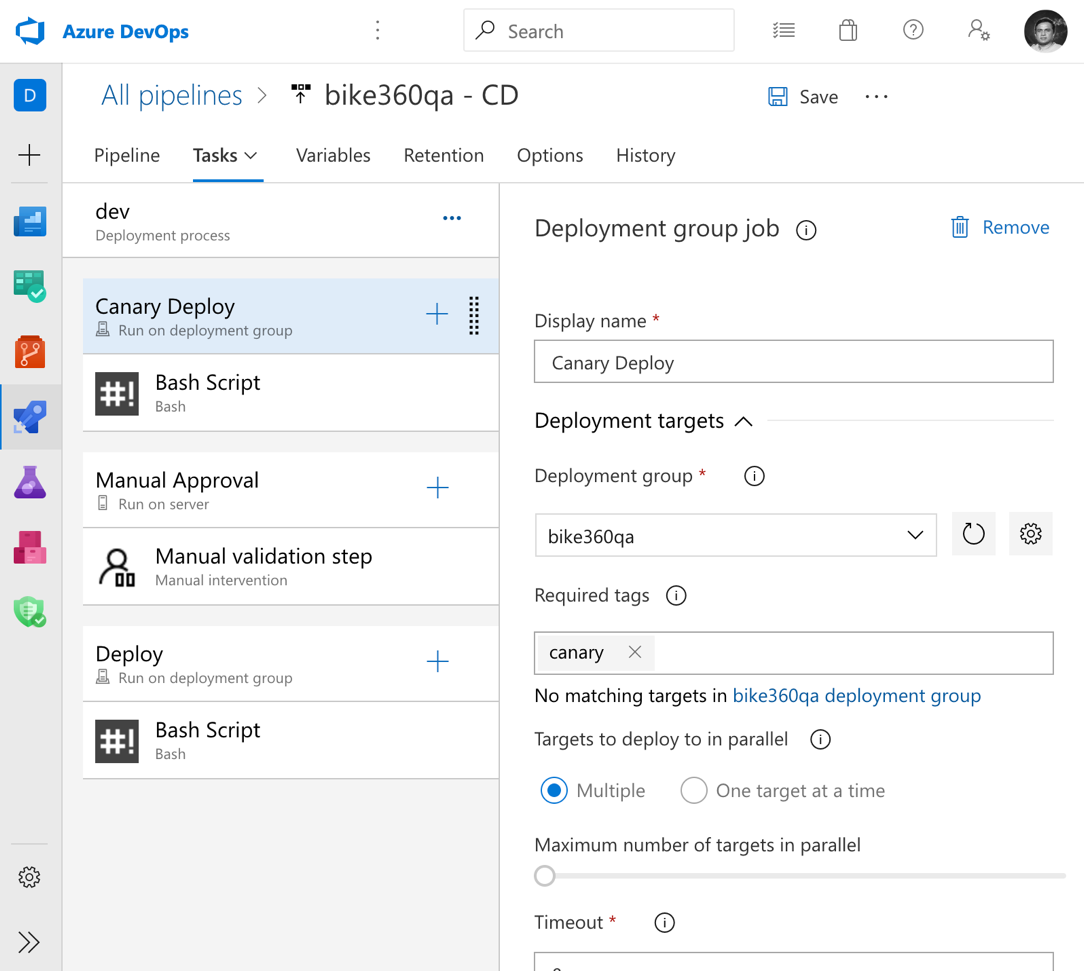 Azure DevOps
Search
D
All pipelines
bike360qa - CD
Save
Pipeline
Tasks
Variables
Retention
Options
History
dev
Deployment process
Canary Deploy
Run on deployment group
#!
Bash Script
Bash
Manual Approval
Run on server
Manual validation step
Manual intervention
Deploy
Run on deployment group
#!
Bash Script
Bash
Deployment group job
Remove
Display name *
Canary Deploy
Deployment targets
Deployment group *
bike360qa
Required tags
canary
No matching targets in bike360qa deployment group
Targets to deploy to in parallel
Multiple
One target at a time
Maximum number of targets in parallel
Timeout *